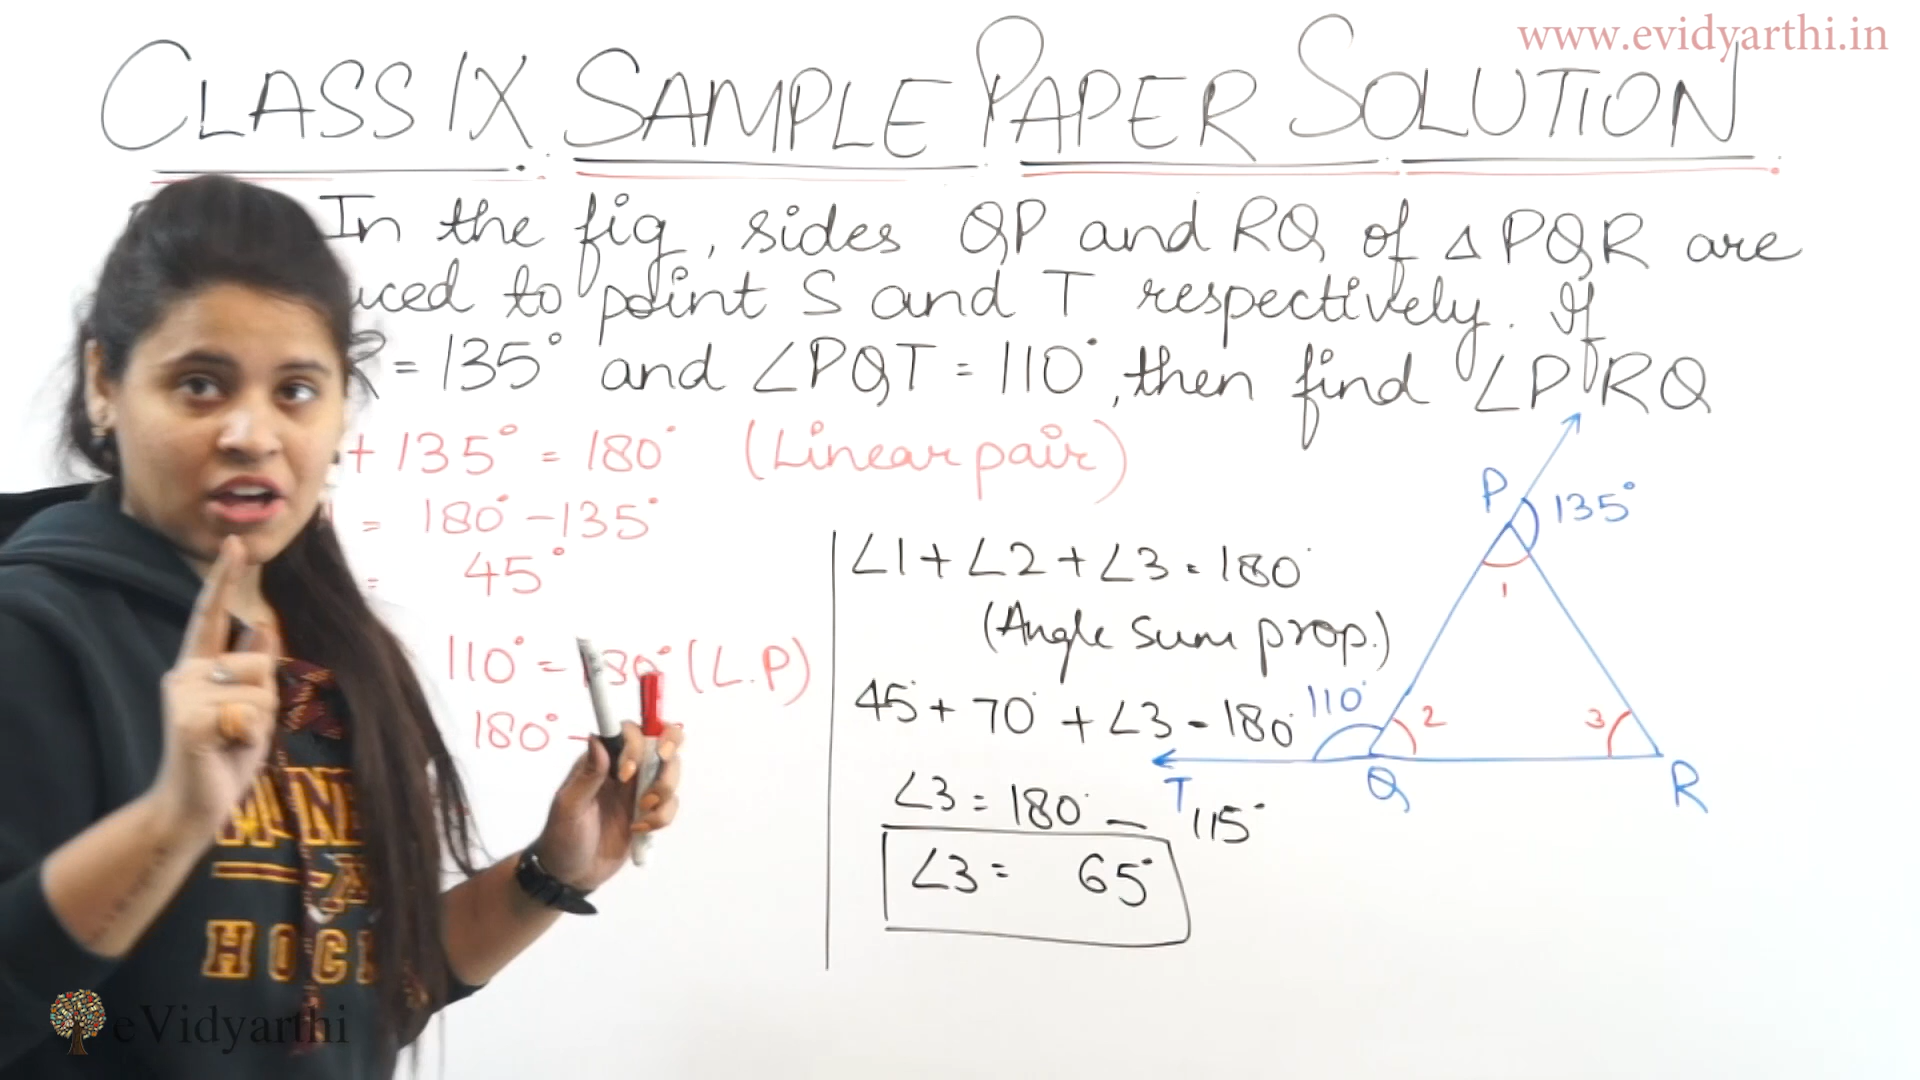 www.evidyarthi.in
CLASS IX SAMPLE PAPER SOLUTION
In the fig, sides QP and RQ of △ PQR are
to point S and T respectively. If
R = 135° and ∠PQT = 110°, then find ∠PRQ
+ 135° = 180° (Linear pair)
= 180° - 135°
= 45°
110° = 180° (L.P)
180° -
∠1 + ∠2 + ∠3 = 180°
(Angle sum prop.)
45° + 70° + ∠3 = 180°
∠3 = 180° - 115°
∠3 = 65°
P
135°
1
110°
2
3
T
Q
R
MINNE
HOC
eVidyarthi